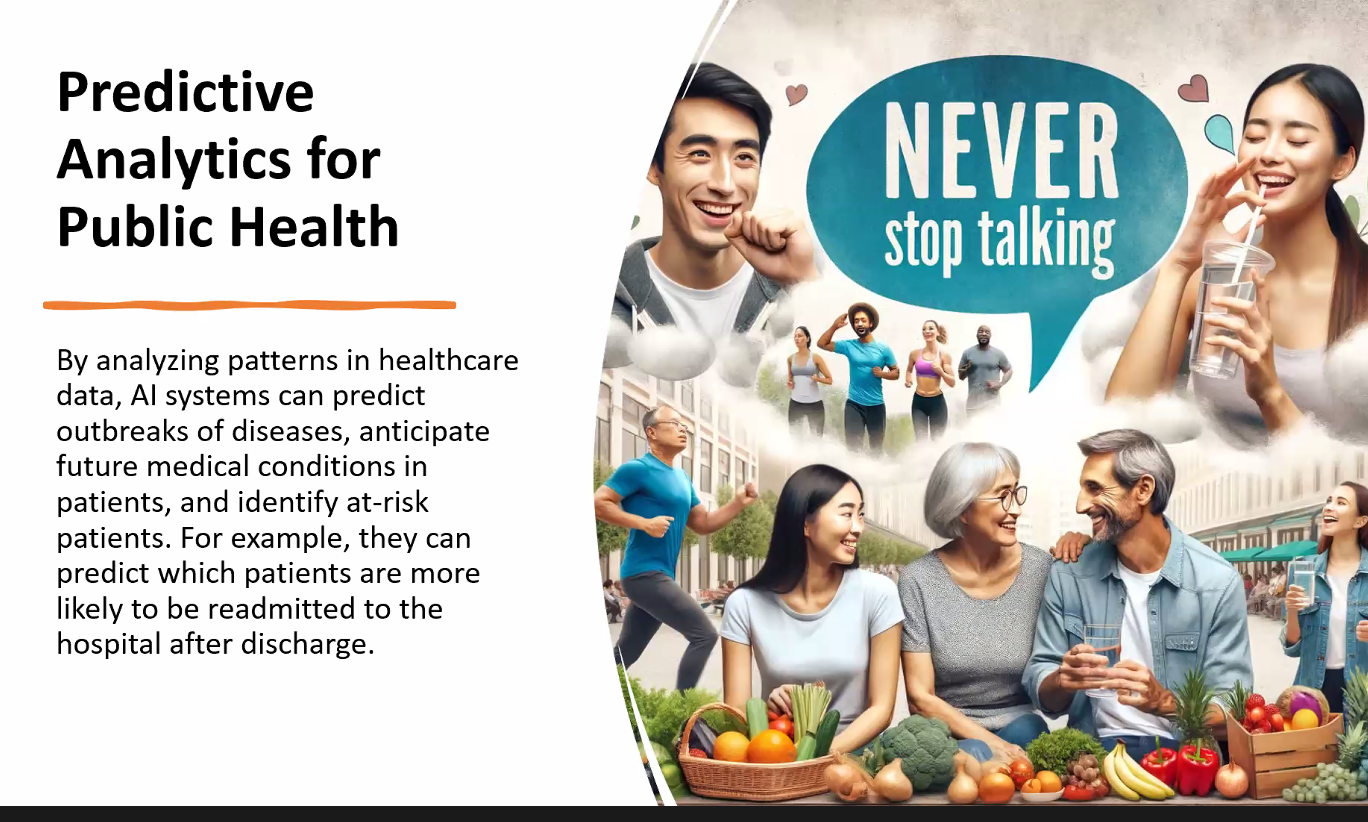 Predictive
Analytics for
Public Health
By analyzing patterns in healthcare
data, AI systems can predict
outbreaks of diseases, anticipate
future medical conditions in
patients, and identify at-risk
patients. For example, they can
predict which patients are more
likely to be readmitted to the
hospital after discharge.
NEVER
stop talking